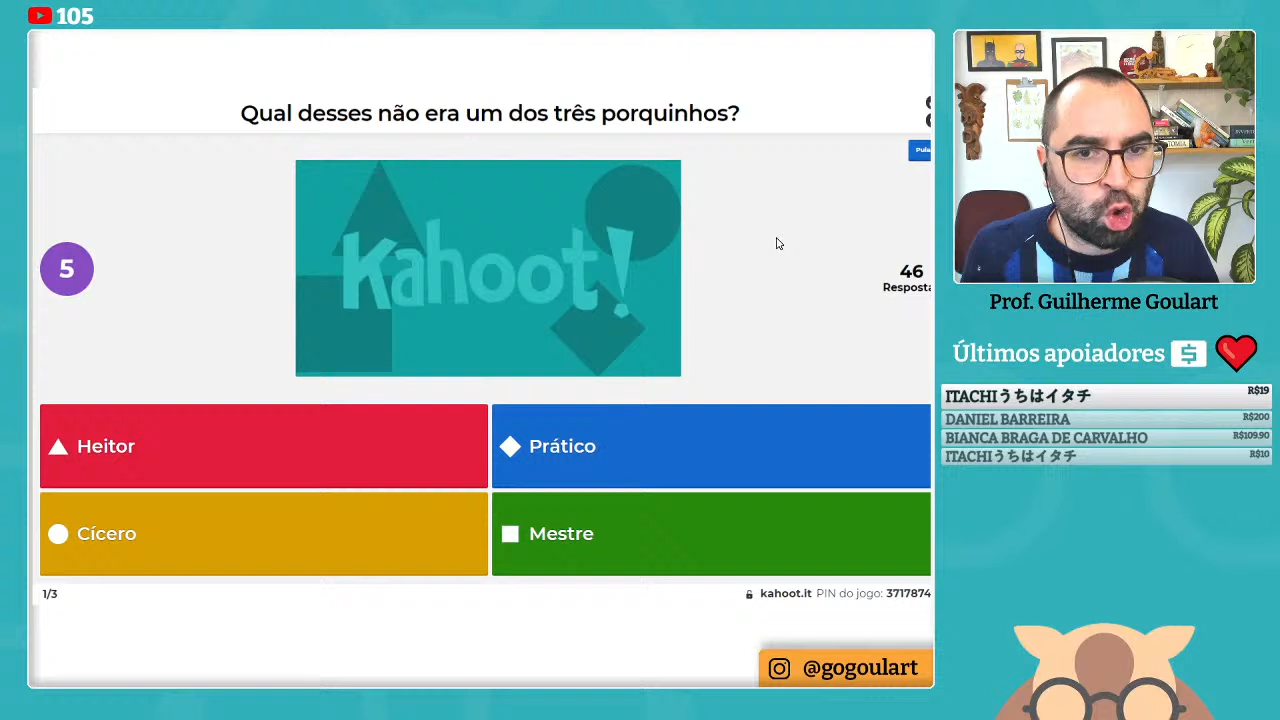 105
Qual desses não era um dos três porquinhos?
Pula
kahoot!
5
46
Resposta
Heitor
Prático
Cícero
Mestre
1/3
kahoot.it PIN do jogo: 3717874
@gogoulart
Prof. Guilherme Goulart
Últimos apoiadores
ITACHIうちはイタチ R$19
DANIEL BARREIRA R$200
BIANCA BRAGA DE CARVALHO R$109.90
ITACHIうちはイタチ R$10